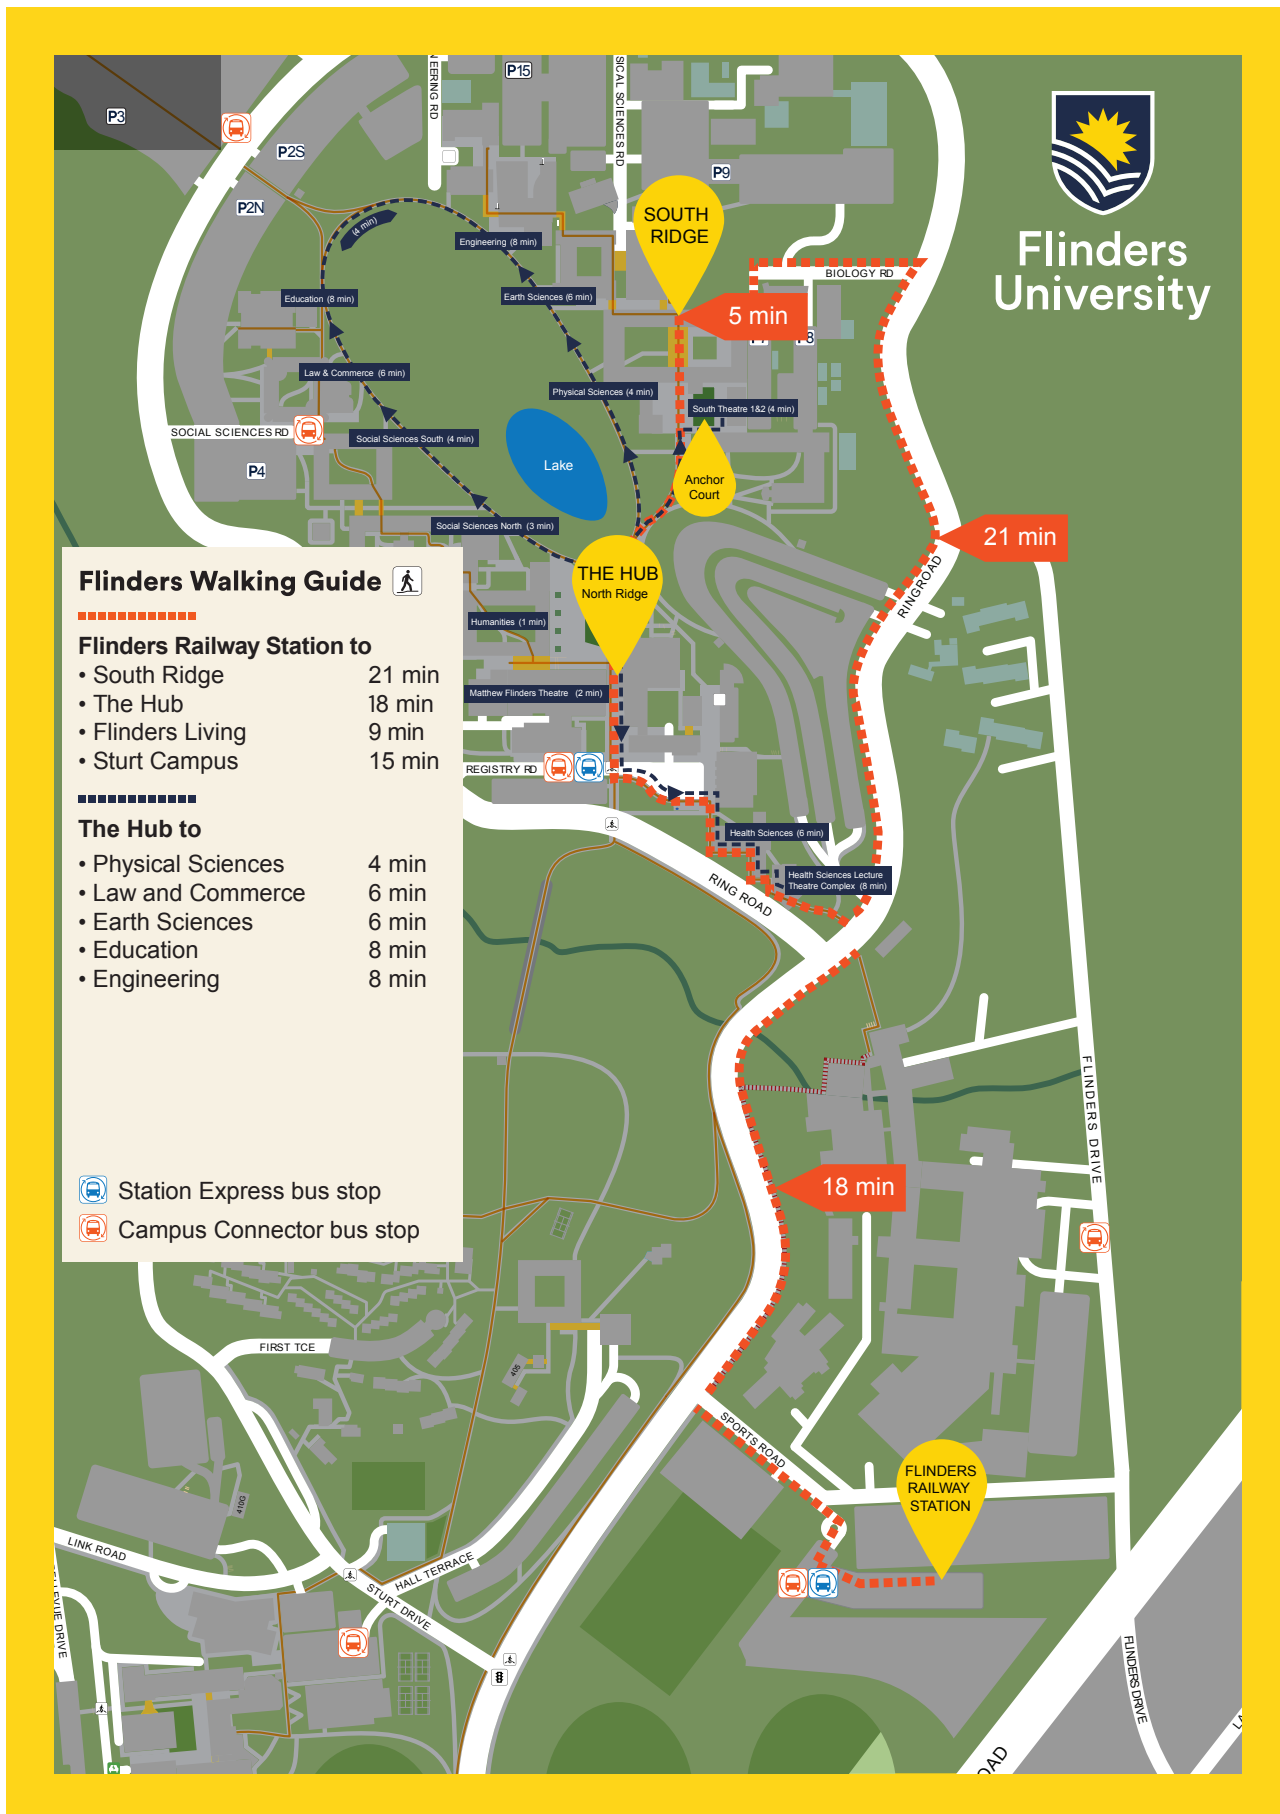 P15
P3
P2S
P2N
P9
SOUTH
RIDGE
Flinders
University
(4 min)
Engineering (8 min)
BIOLOGY RD
Education (8 min)
Earth Sciences (6 min)
5 min
Law & Commerce (6 min)
Physical Sciences (4 min)
South Theatre 1&2 (4 min)
SOCIAL SCIENCES RD
Social Sciences South (4 min)
Lake
P4
Anchor
Court
Social Sciences North (3 min)
21 min
THE HUB
North Ridge
RINGROAD
Humanities (1 min)
Matthew Flinders Theatre (2 min)
REGISTRY RD
Health Sciences (6 min)
Health Sciences Lecture
Theatre Complex (8 min)
RING ROAD
Flinders Walking Guide
Flinders Railway Station to
• South Ridge 21 min
• The Hub 18 min
• Flinders Living 9 min
• Sturt Campus 15 min
The Hub to
• Physical Sciences 4 min
• Law and Commerce 6 min
• Earth Sciences 6 min
• Education 8 min
• Engineering 8 min
Station Express bus stop
Campus Connector bus stop
FLINDERS DRIVE
18 min
FIRST TCE
405
SPORTS ROAD
FLINDERS
RAILWAY
STATION
410G
LINK ROAD
HALL TERRACE
STURT DRIVE
DRIVE
FLINDERS DRIVE